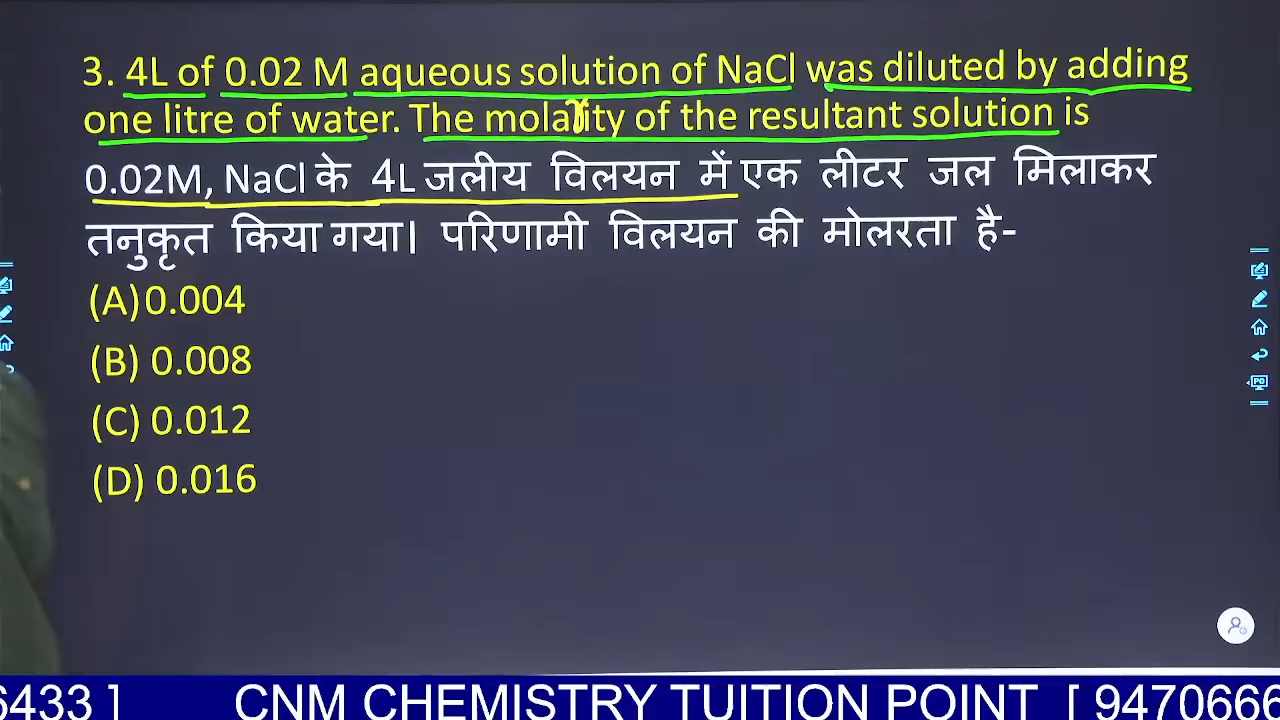 3. 4L of 0.02 M aqueous solution of NaCl was diluted by adding
one litre of water. The molarity of the resultant solution is
0.02M, NaCl के 4L जलीय विलयन में एक लीटर जल मिलाकर
तनुकृत किया गया। परिणामी विलयन की मोलरता है-
(A) 0.004
(B) 0.008
(C) 0.012
(D) 0.016
6433 ] CNM CHEMISTRY TUITION POINT [ 9470666